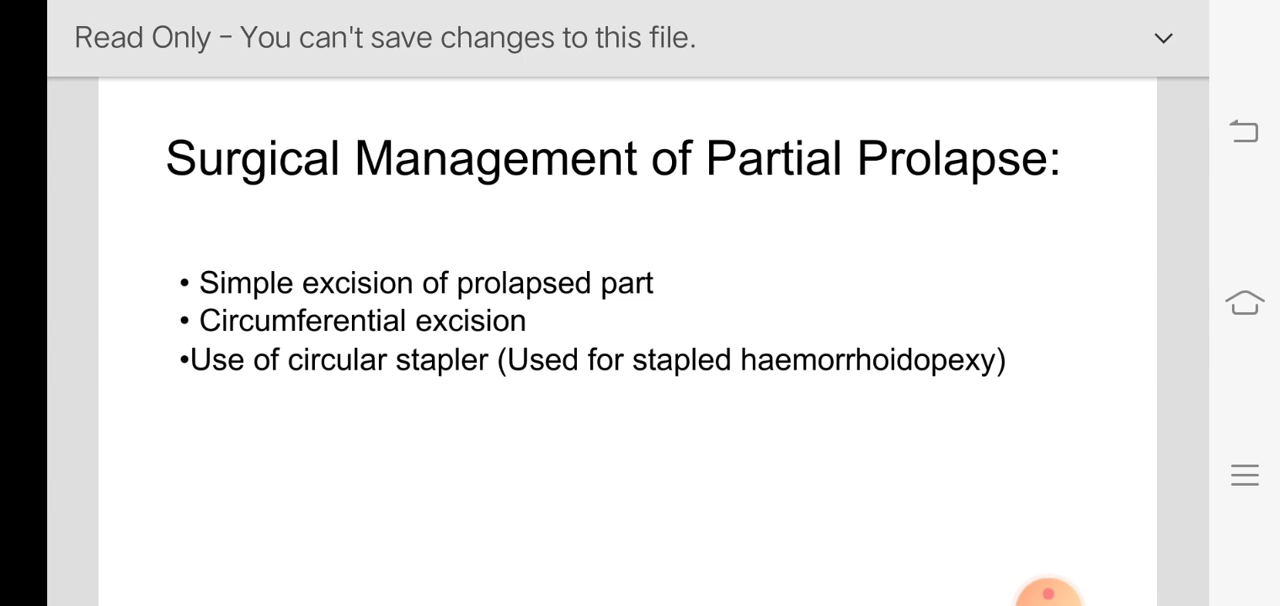 Read Only - You can't save changes to this file.
Surgical Management of Partial Prolapse:
• Simple excision of prolapsed part
• Circumferential excision
•Use of circular stapler (Used for stapled haemorrhoidopexy)